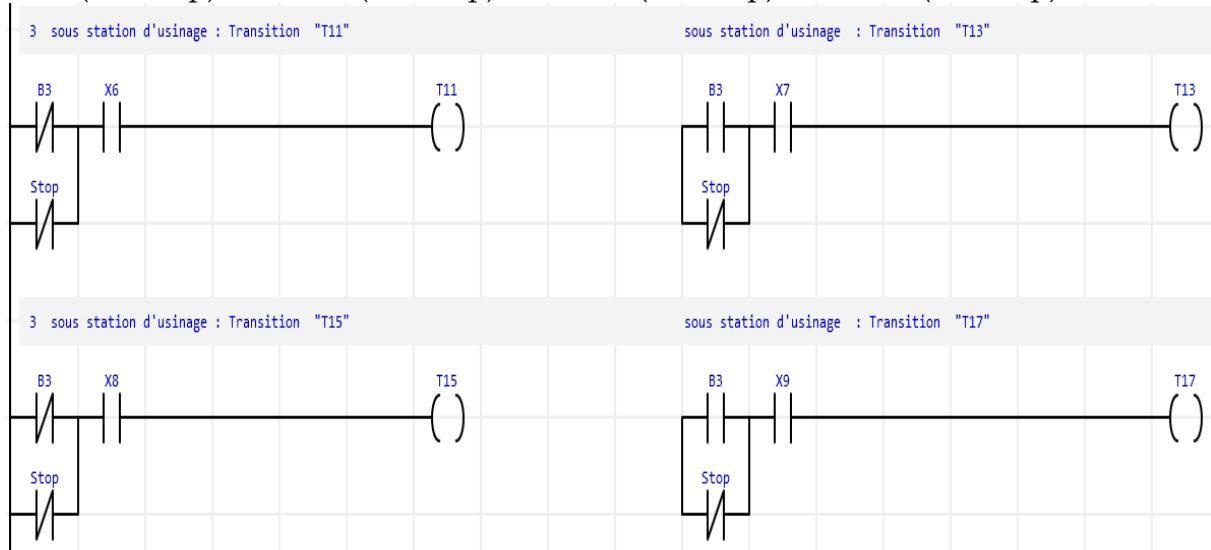 3 sous station d'usinage : Transition "T11" sous station d'usinage : Transition "T13"
B3 X6 T11 B3 X7 T13
Stop Stop
3 sous station d'usinage : Transition "T15" sous station d'usinage : Transition "T17"
B3 X8 T15 B3 X9 T17
Stop Stop